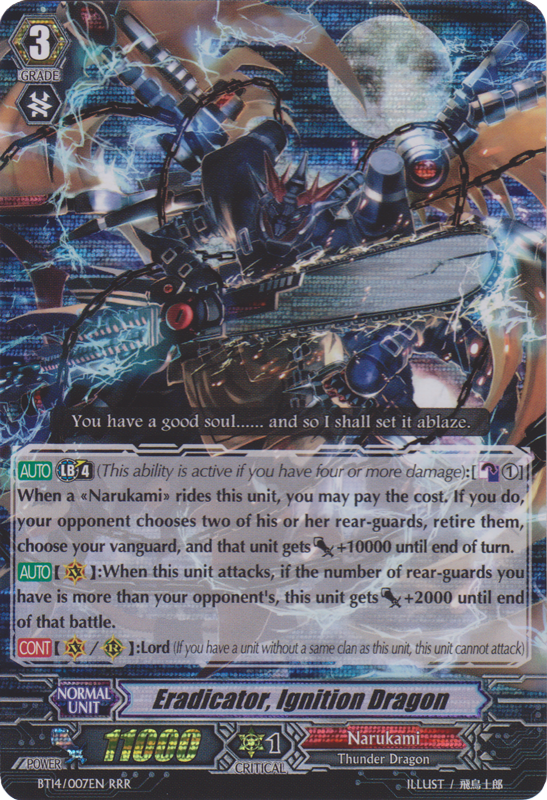 3
GRADE
You have a good soul...... and so I shall set it ablaze.
AUTO LB 4 (This ability is active if you have four or more damage):[ ①]
When a «Narukami» rides this unit, you may pay the cost. If you do,
your opponent chooses two of his or her rear-guards, retire them,
choose your vanguard, and that unit gets +10000 until end of turn.
AUTO [ V ]:When this unit attacks, if the number of rear-guards you
have is more than your opponent's, this unit gets +2000 until end
of that battle.
CONT [ V / R ]:Lord (If you have a unit without a same clan as this unit, this unit cannot attack)
NORMAL
UNIT
Eradicator, Ignition Dragon
POWER
11000
1
CRITICAL
Narukami
Thunder Dragon
BT14/007EN RRR
ILLUST / 飛鳥士郎